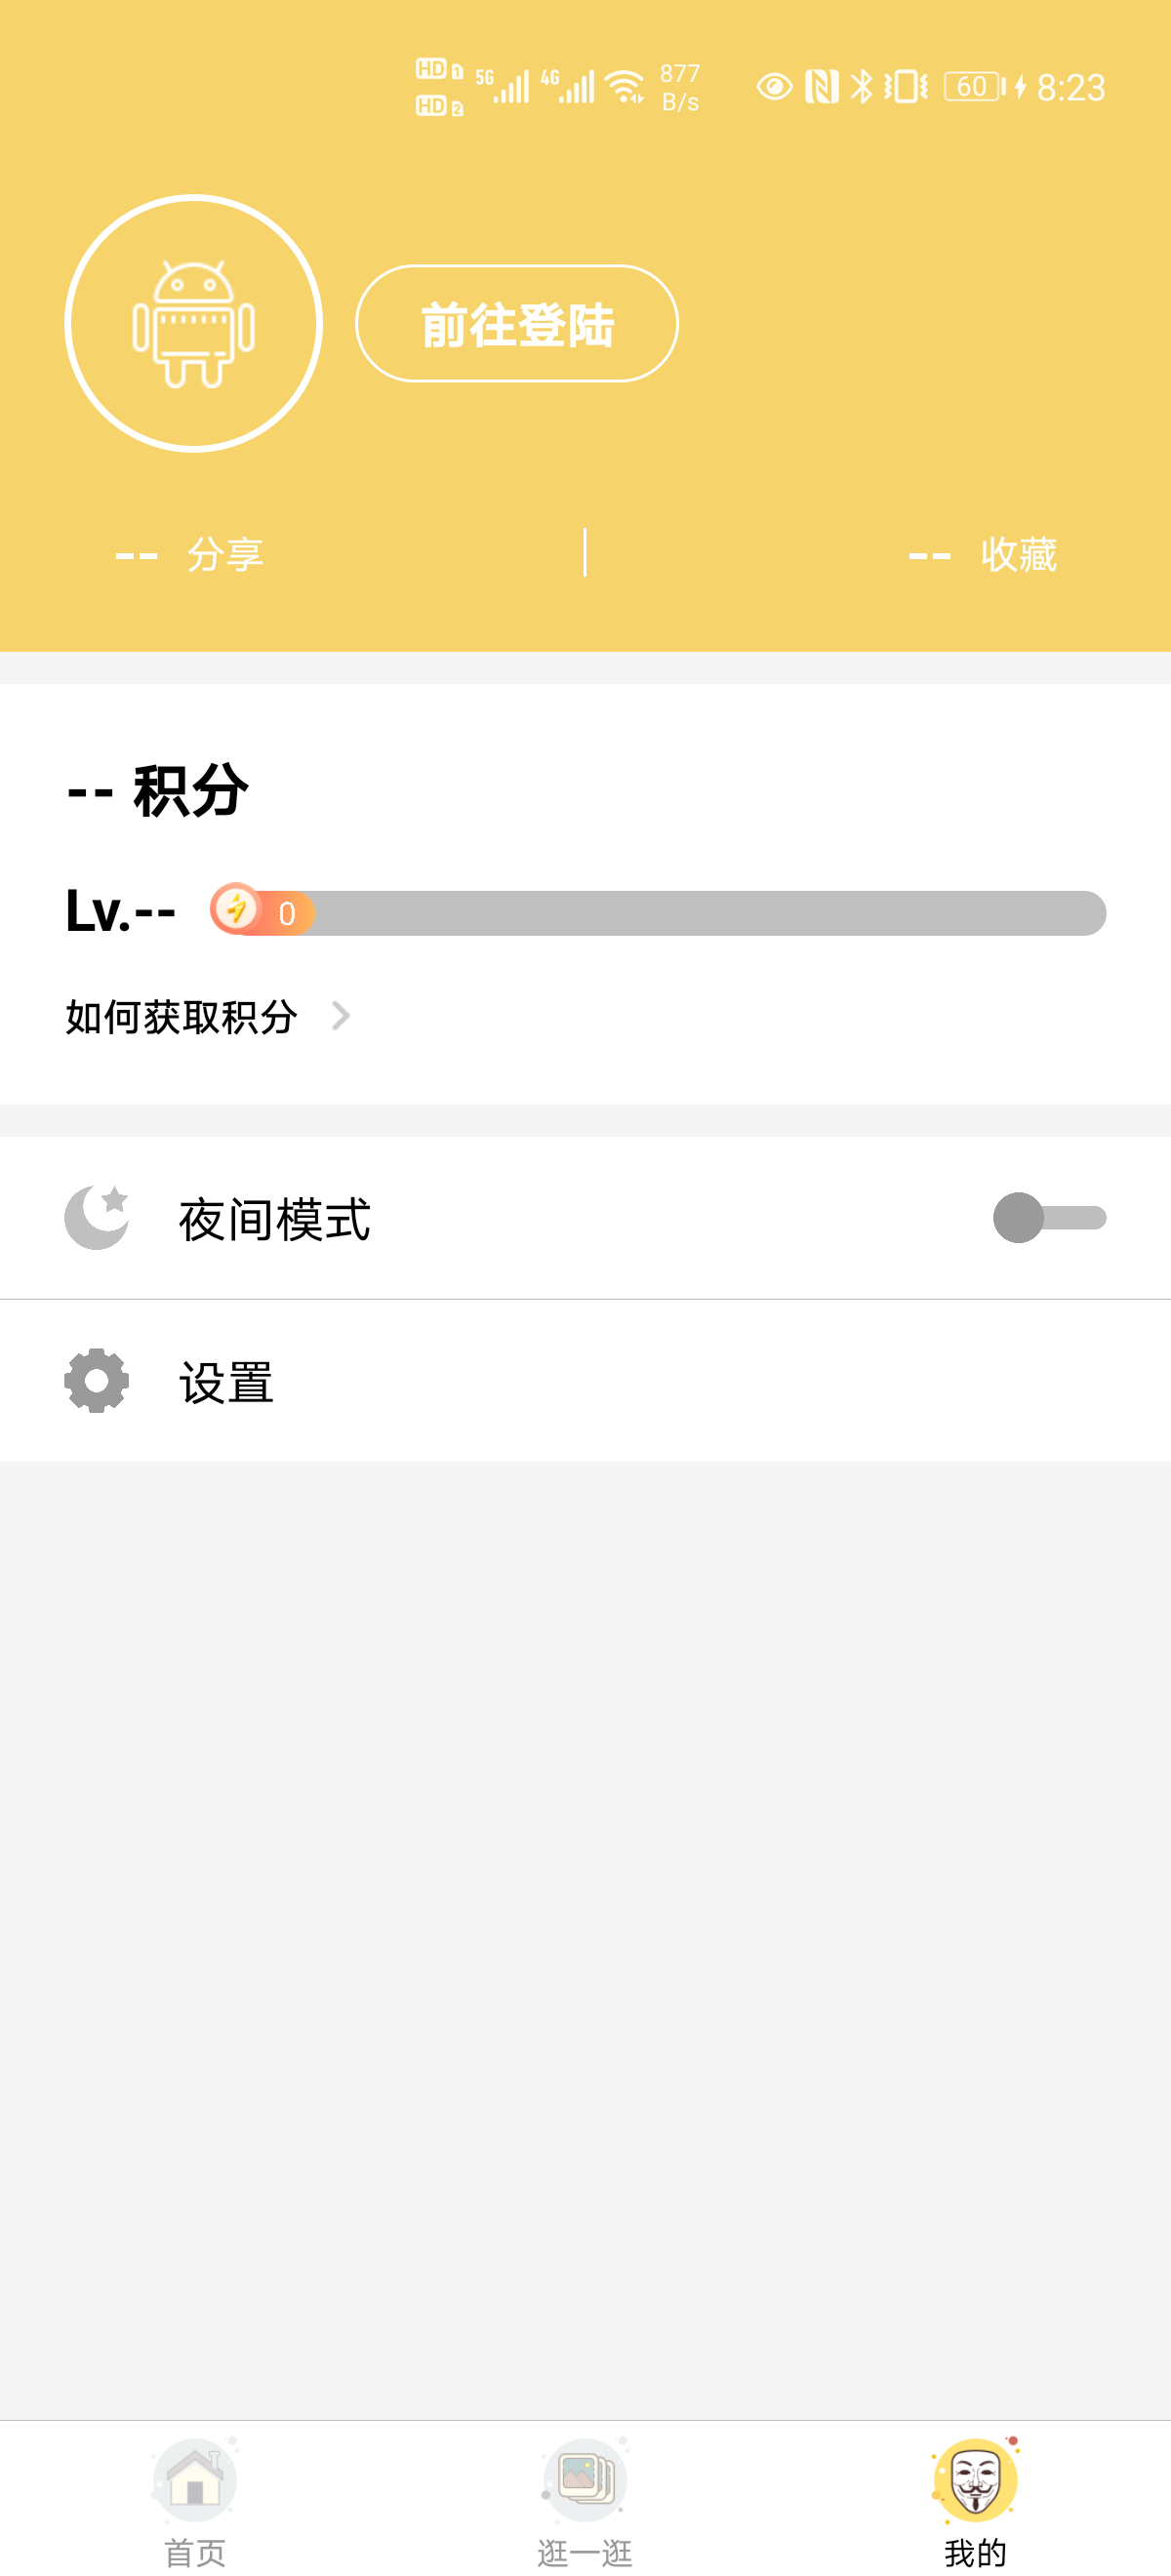 HD 1 5G 4G 877 60 8:23
HD 2 B/s
前往登陆
-- 分享 -- 收藏
-- 积分
Lv.-- 0
如何获取积分
夜间模式
设置
首页 逛一逛 我的